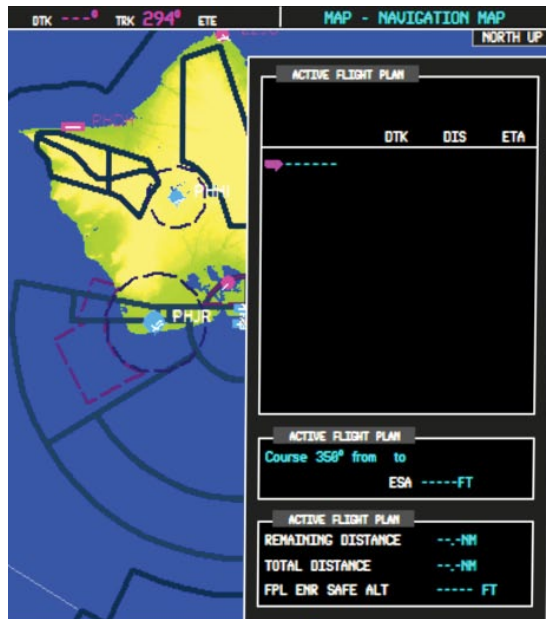 DTK ---° TRK 294° ETE
MAP - NAVIGATION MAP
NORTH UP
PHHI
PHJR
ACTIVE FLIGHT PLAN
DTK DIS ETA
------
ACTIVE FLIGHT PLAN
Course 350° from to
ESA -----FT
ACTIVE FLIGHT PLAN
REMAINING DISTANCE --.-NM
TOTAL DISTANCE --.-NM
FPL ENR SAFE ALT ----- FT